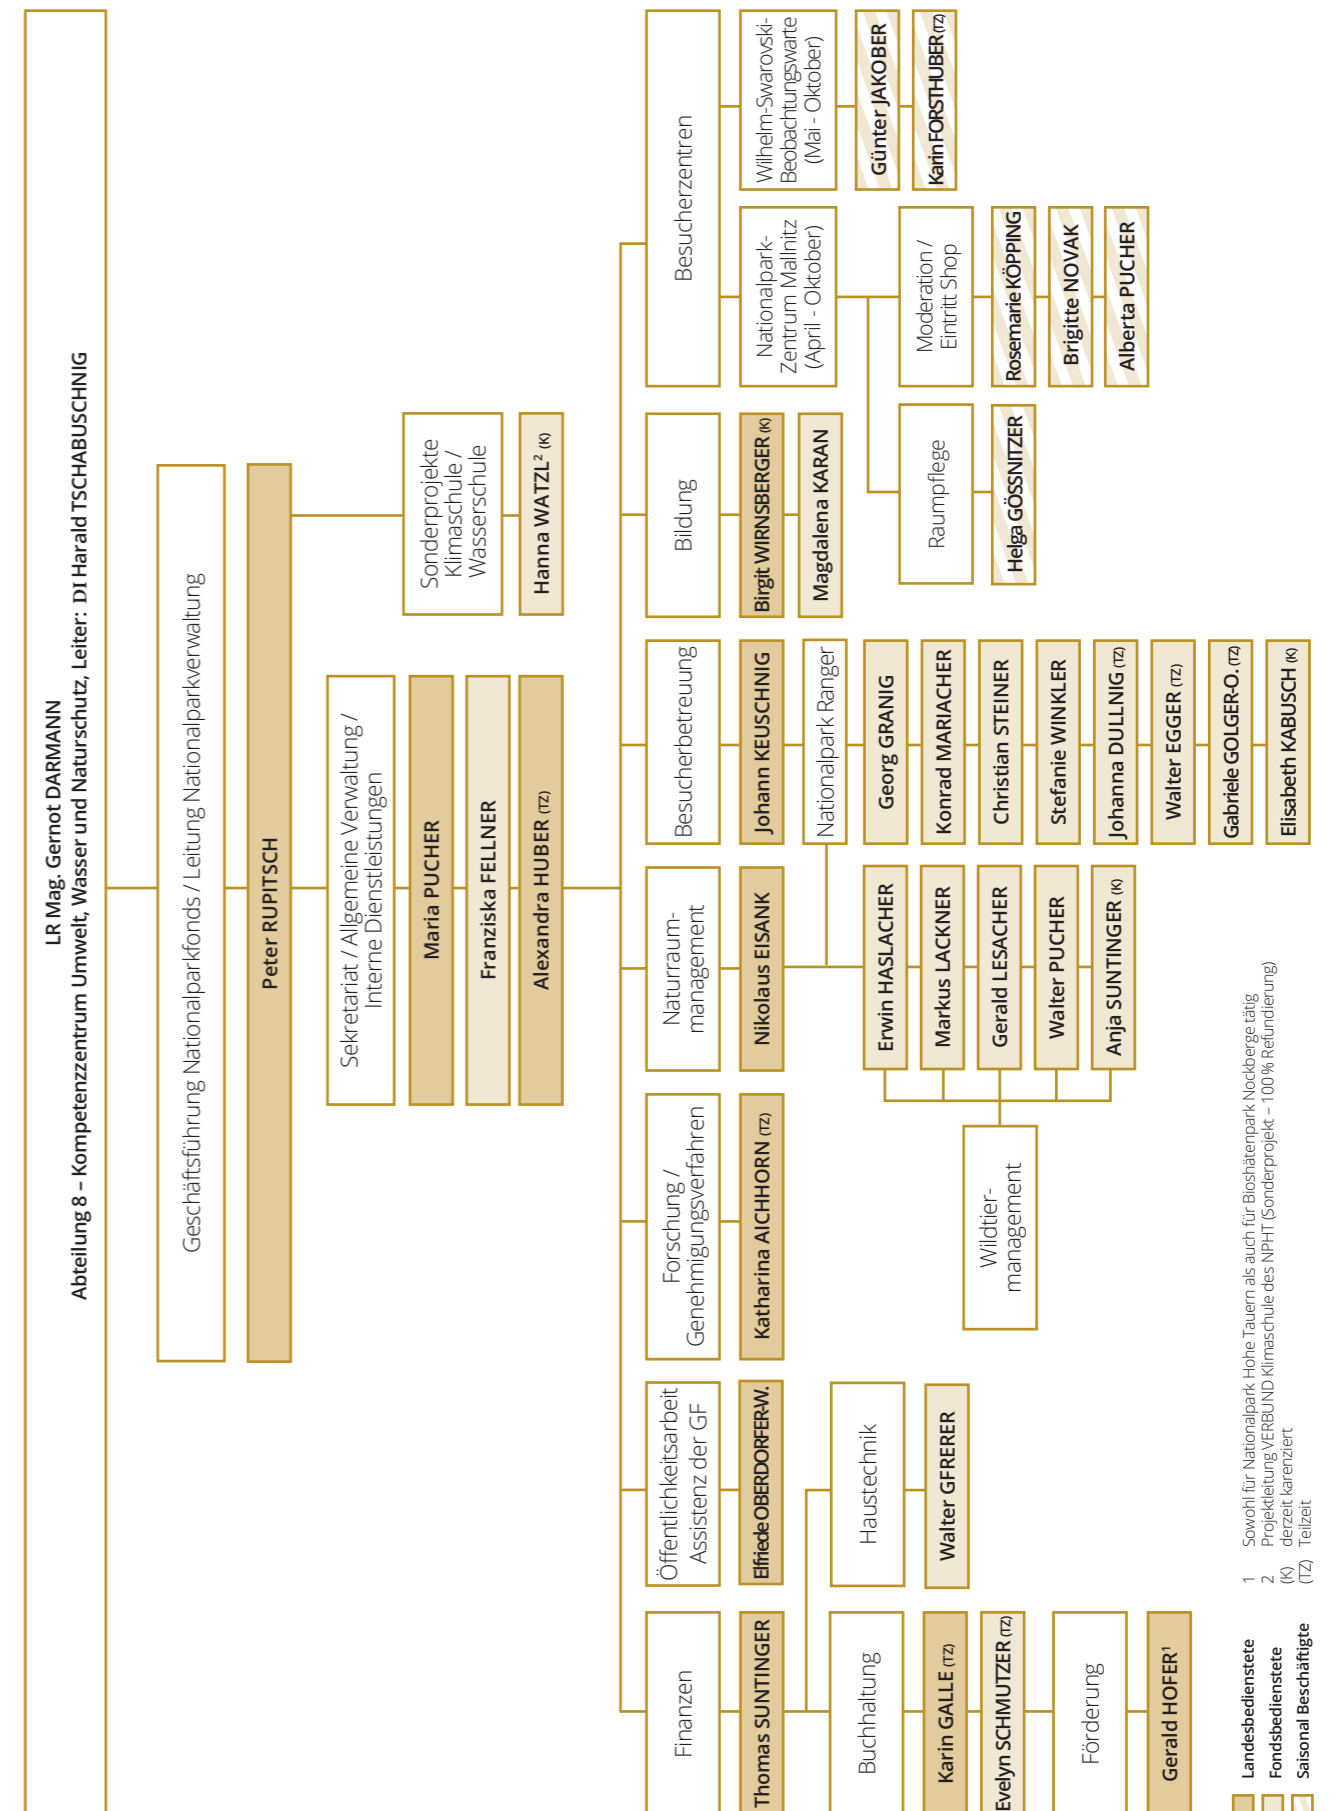 LR Mag. Gernot DARMANN
Abteilung 8 – Kompetenzzentrum Umwelt, Wasser und Naturschutz, Leiter: DI Harald TSCHABUSCHNIG
Geschäftsführung Nationalparkfonds / Leitung Nationalparkverwaltung
Peter RUPITSCH
Sekretariat / Allgemeine Verwaltung /
Interne Dienstleistungen
Maria PUCHER
Franziska FELLNER
Alexandra HUBER (TZ)
Sonderprojekte
Klimaschule /
Wasserschule
Hanna WATZL² (K)
Finanzen
Thomas SUNTINGER
Buchhaltung
Karin GALLE (TZ)
Evelyn SCHMUTZER (TZ)
Förderung
Gerald HOFER¹
Haustechnik
Walter GFRERER
Öffentlichkeitsarbeit
Assistenz der GF
Elfriede OBERDORFER-W.
Forschung /
Genehmigungsverfahren
Katharina AICHHORN (TZ)
Naturraum-
management
Nikolaus EISANK
Erwin HASLACHER
Markus LACKNER
Gerald LESACHER
Walter PUCHER
Anja SUNTINGER (K)
Wildtier-
management
Besucherbetreuung
Johann KEUSCHNIG
Nationalpark Ranger
Georg GRANIG
Konrad MARIACHER
Christian STEINER
Stefanie WINKLER
Johanna DULLNIG (TZ)
Walter EGGER (TZ)
Gabriele GOLGER-O. (TZ)
Elisabeth KABUSCH (K)
Bildung
Birgit WIRNSBERGER (K)
Magdalena KARAN
Besucherzentren
Nationalpark-
Zentrum Mallnitz
(April - Oktober)
Raumpflege
Helga GÖSSNITZER
Moderation /
Eintritt Shop
Rosemarie KÖPPING
Brigitte NOVAK
Alberta PUCHER
Wilhelm-Swarovski-
Beobachtungswarte
(Mai - Oktober)
Günter JAKOBER
Karin FORSTHUBER (TZ)
Landesbedienstete
Fondsbedienstete
Saisonal Beschäftigte
1 Sowohl für Nationalpark Hohe Tauern als auch für Bioshätenpark Nockberge tätig
2 Projektleitung VERBUND Klimaschule des NPHT (Sonderprojekt – 100 % Refundierung)
(K) derzeit karenziert
(TZ) Teilzeit